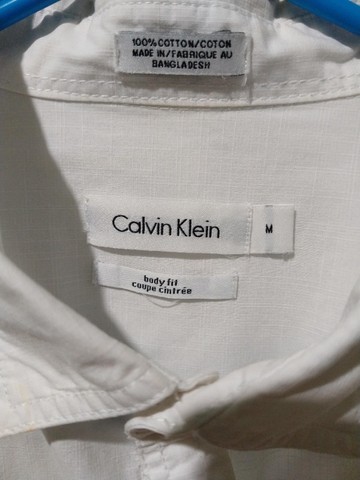 100% COTTON/COTON
MADE IN/FABRIQUE AU
BANGLADESH
Calvin Klein
M
body fit
coupe cintrée